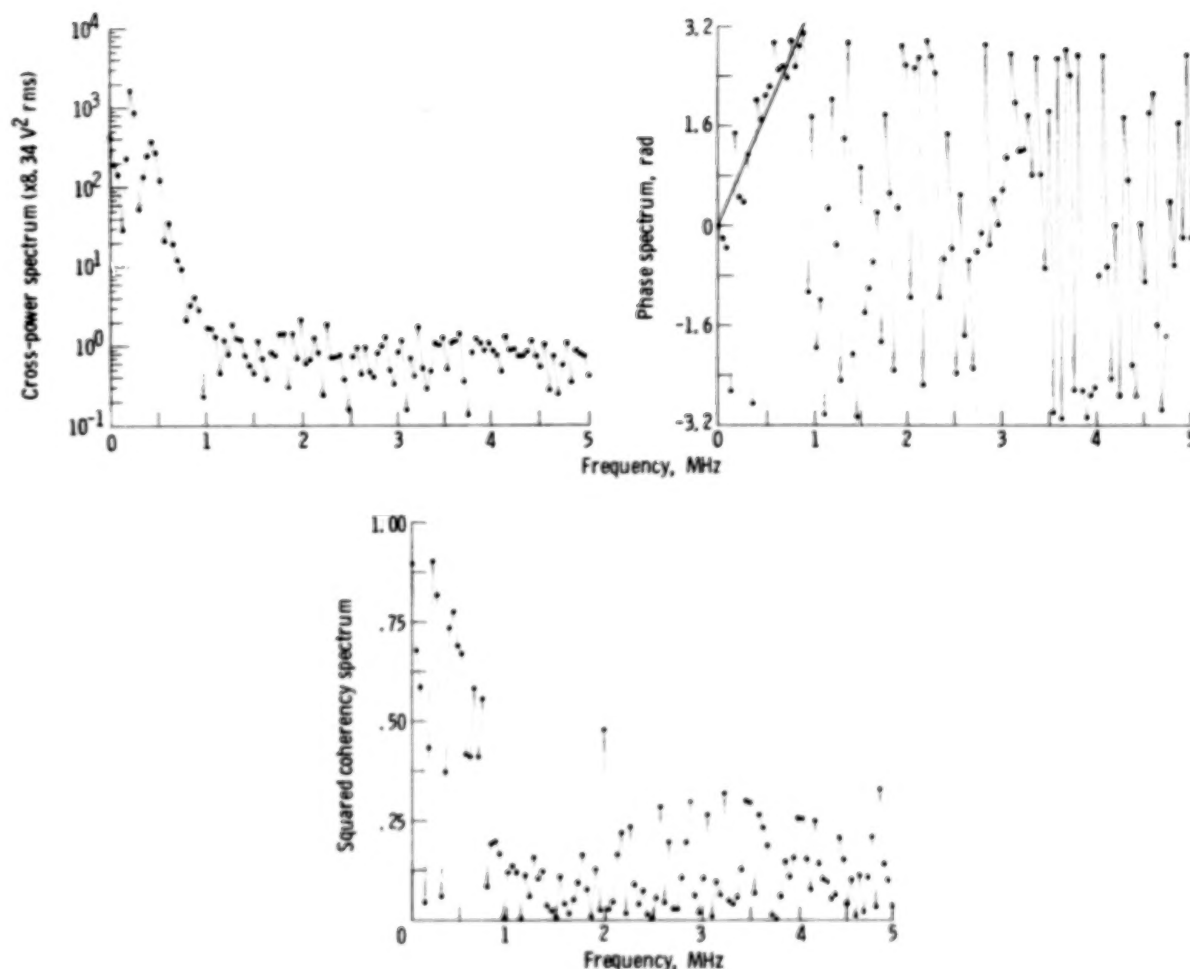 Cross-power spectrum (x8.34 V² rms)
10⁴
10³
10²
10¹
10⁰
10⁻¹
0 1 2 3 4 5
Phase spectrum, rad
3.2
1.6
0
-1.6
-3.2
0 1 2 3 4 5
Frequency, MHz
Squared coherency spectrum
1.00
.75
.50
.25
0 1 2 3 4 5
Frequency, MHz